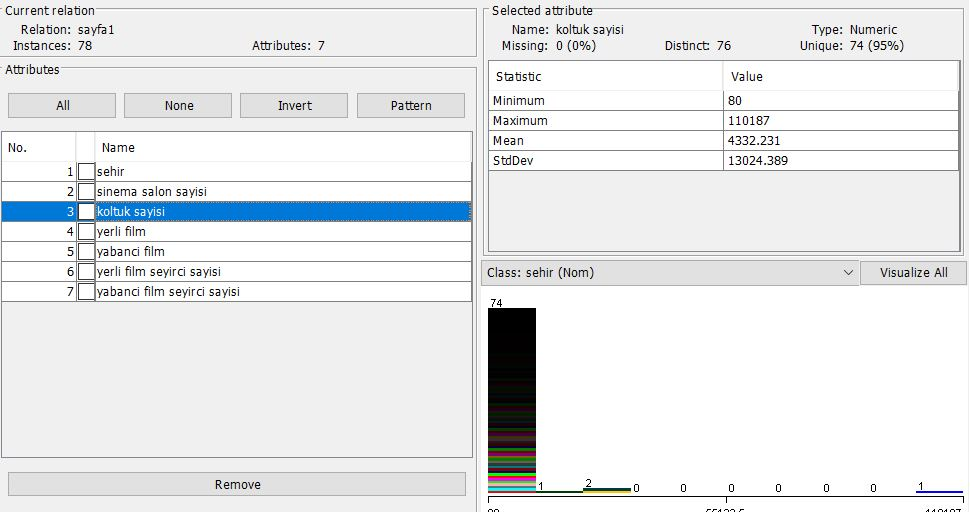 Current relation
Relation: sayfa1
Instances: 78 Attributes: 7
Attributes
All None Invert Pattern
No. Name
1 sehir
2 sinema salon sayisi
3 koltuk sayisi
4 yerli film
5 yabanci film
6 yerli film seyirci sayisi
7 yabanci film seyirci sayisi
Remove
Selected attribute
Name: koltuk sayisi Type: Numeric
Missing: 0 (0%) Distinct: 76 Unique: 74 (95%)
Statistic Value
Minimum 80
Maximum 110187
Mean 4332.231
StdDev 13024.389
Class: sehir (Nom) Visualize All
74
1 2 0 0 0 0 0 0 1